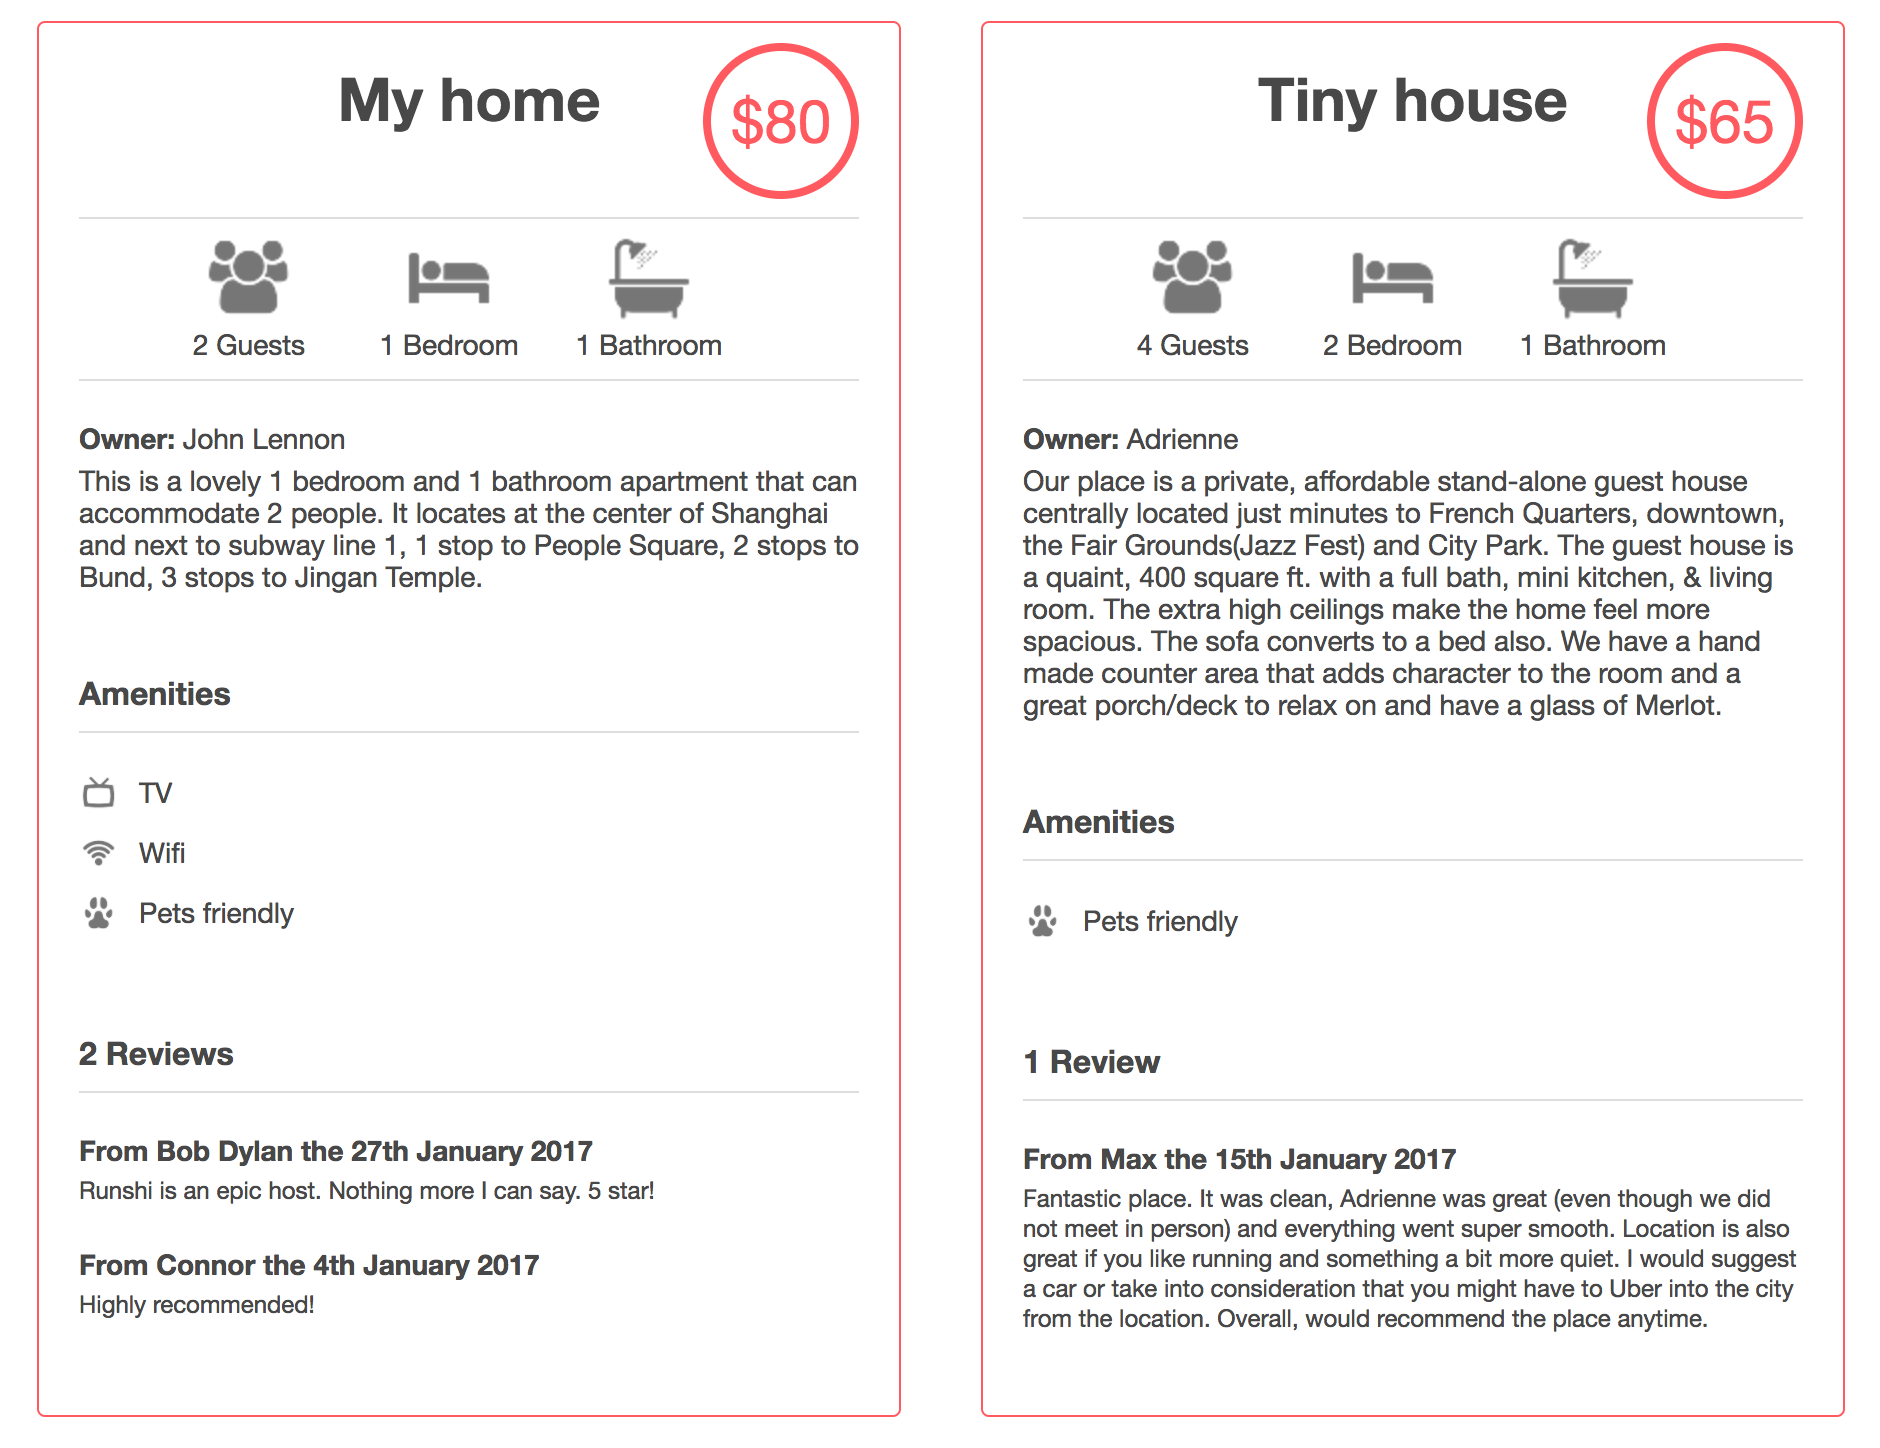 My home
$80
2 Guests
1 Bedroom
1 Bathroom
Owner: John Lennon
This is a lovely 1 bedroom and 1 bathroom apartment that can
accommodate 2 people. It locates at the center of Shanghai
and next to subway line 1, 1 stop to People Square, 2 stops to
Bund, 3 stops to Jingan Temple.
Amenities
TV
Wifi
Pets friendly
2 Reviews
From Bob Dylan the 27th January 2017
Runshi is an epic host. Nothing more I can say. 5 star!
From Connor the 4th January 2017
Highly recommended!
Tiny house
$65
4 Guests
2 Bedroom
1 Bathroom
Owner: Adrienne
Our place is a private, affordable stand-alone guest house
centrally located just minutes to French Quarters, downtown,
the Fair Grounds(Jazz Fest) and City Park. The guest house is
a quaint, 400 square ft. with a full bath, mini kitchen, & living
room. The extra high ceilings make the home feel more
spacious. The sofa converts to a bed also. We have a hand
made counter area that adds character to the room and a
great porch/deck to relax on and have a glass of Merlot.
Amenities
Pets friendly
1 Review
From Max the 15th January 2017
Fantastic place. It was clean, Adrienne was great (even though we did
not meet in person) and everything went super smooth. Location is also
great if you like running and something a bit more quiet. I would suggest
a car or take into consideration that you might have to Uber into the city
from the location. Overall, would recommend the place anytime.